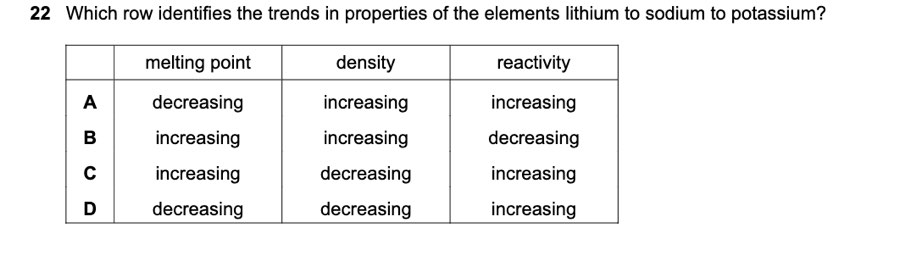 22 Which row identifies the trends in properties of the elements lithium to sodium to potassium?
melting point density reactivity
A decreasing increasing increasing
B increasing increasing decreasing
C increasing decreasing increasing
D decreasing decreasing increasing